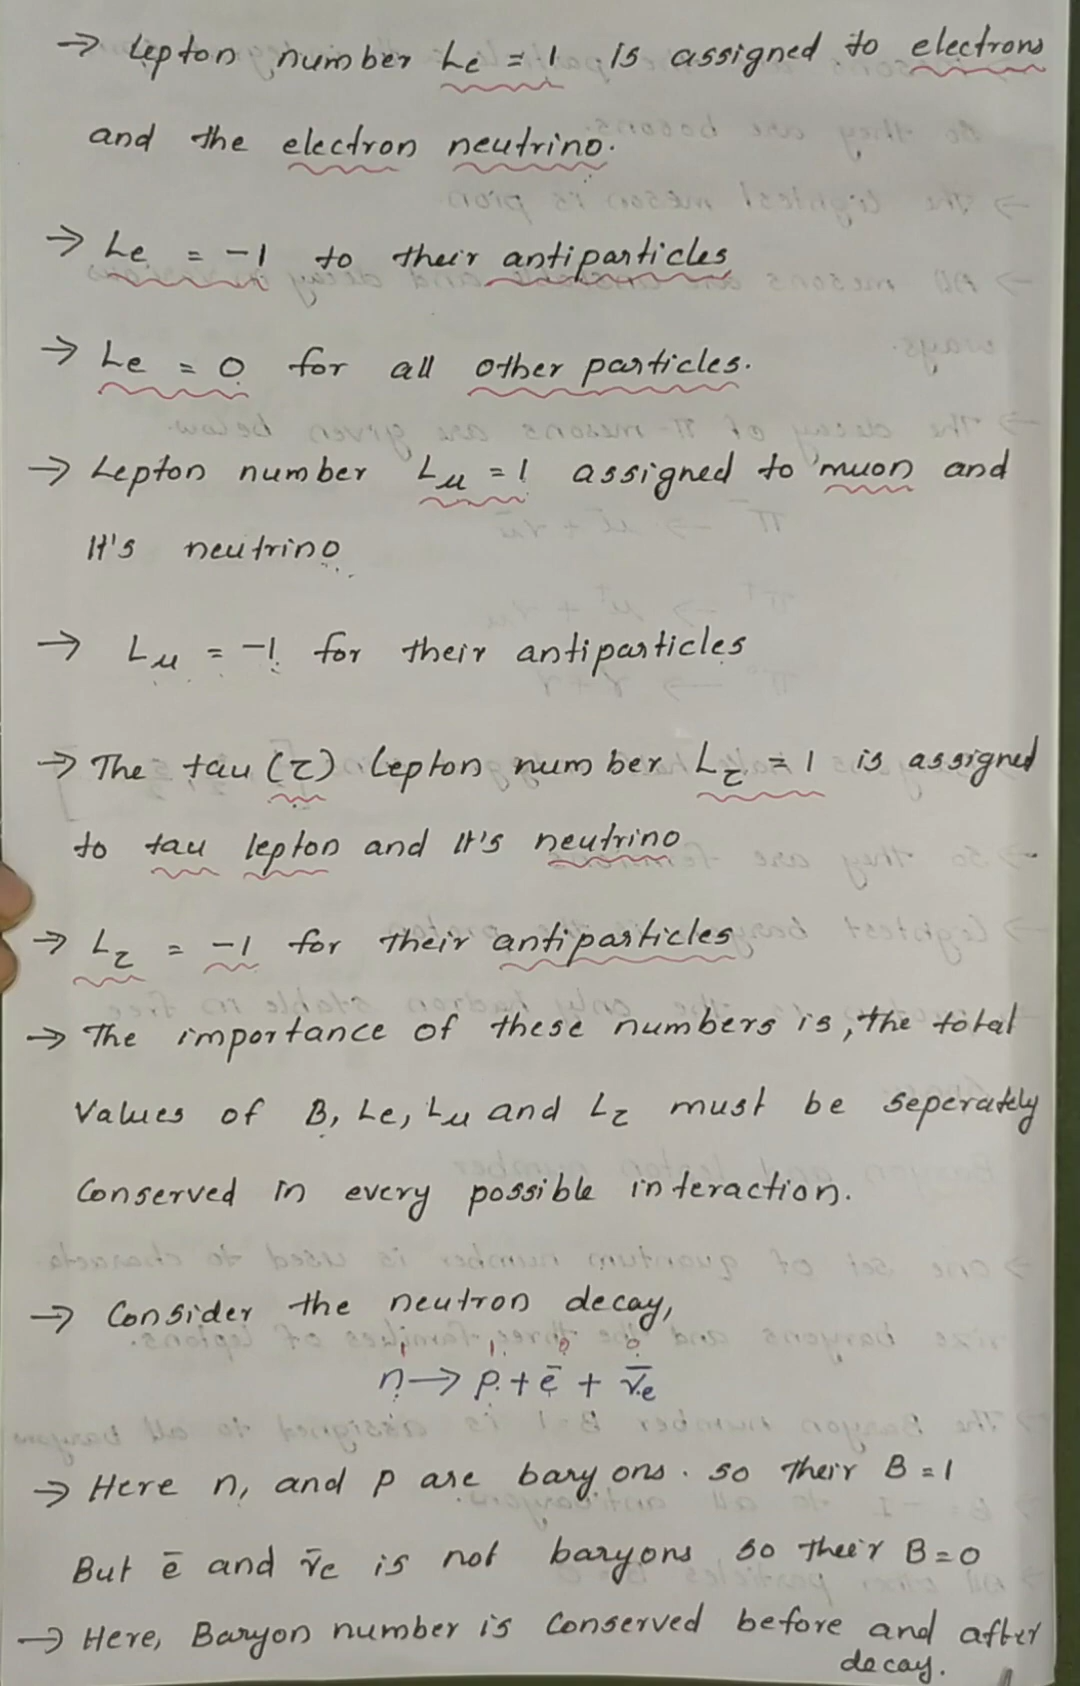 → Lepton number Le = 1 is assigned to electrons
and the electron neutrino.
→ Le = -1 to their antiparticles
→ Le = 0 for all other particles.
→ Lepton number Lμ = 1 assigned to muon and
It's neutrino
→ Lμ = -1 for their antiparticles
→ The tau (τ) lepton number Lτ = 1 is assigned
to tau lepton and It's neutrino
→ Lτ = -1 for their antiparticles
→ The importance of these numbers is, the total
values of B, Le, Lμ and Lτ must be seperately
Conserved in every possible interaction.
→ Consider the neutron decay,
1 1 0 0
n → p + ē + ν̄e
→ Here n, and p are baryons. so their B = 1
But ē and ν̄e is not baryons so their B = 0
→ Here, Baryon number is Conserved before and after
decay.